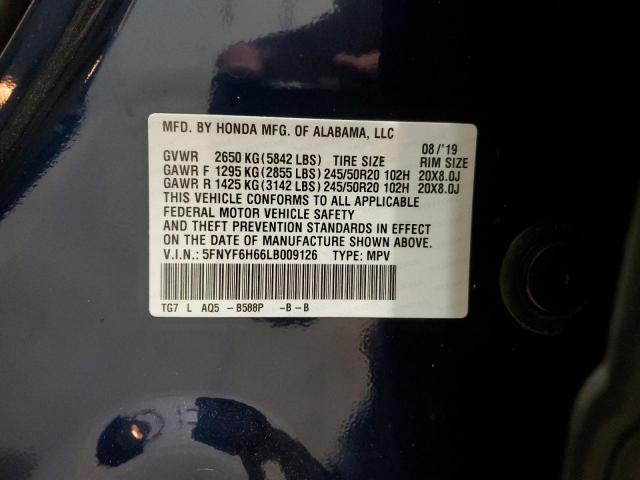 MFD. BY HONDA MFG. OF ALABAMA, LLC
08/'19
GVWR 2650 KG(5842 LBS) TIRE SIZE RIM SIZE
GAWR F 1295 KG(2855 LBS)245/50R20 102H 20X8.0J
GAWR R 1425 KG(3142 LBS)245/50R20 102H 20X8.0J
THIS VEHICLE CONFORMS TO ALL APPLICABLE
FEDERAL MOTOR VEHICLE SAFETY
AND THEFT PREVENTION STANDARDS IN EFFECT
ON THE DATE OF MANUFACTURE SHOWN ABOVE.
V.I.N.: 5FNYF6H66LB009126 TYPE: MPV
TG7 L AQ5 -B588P -B-B